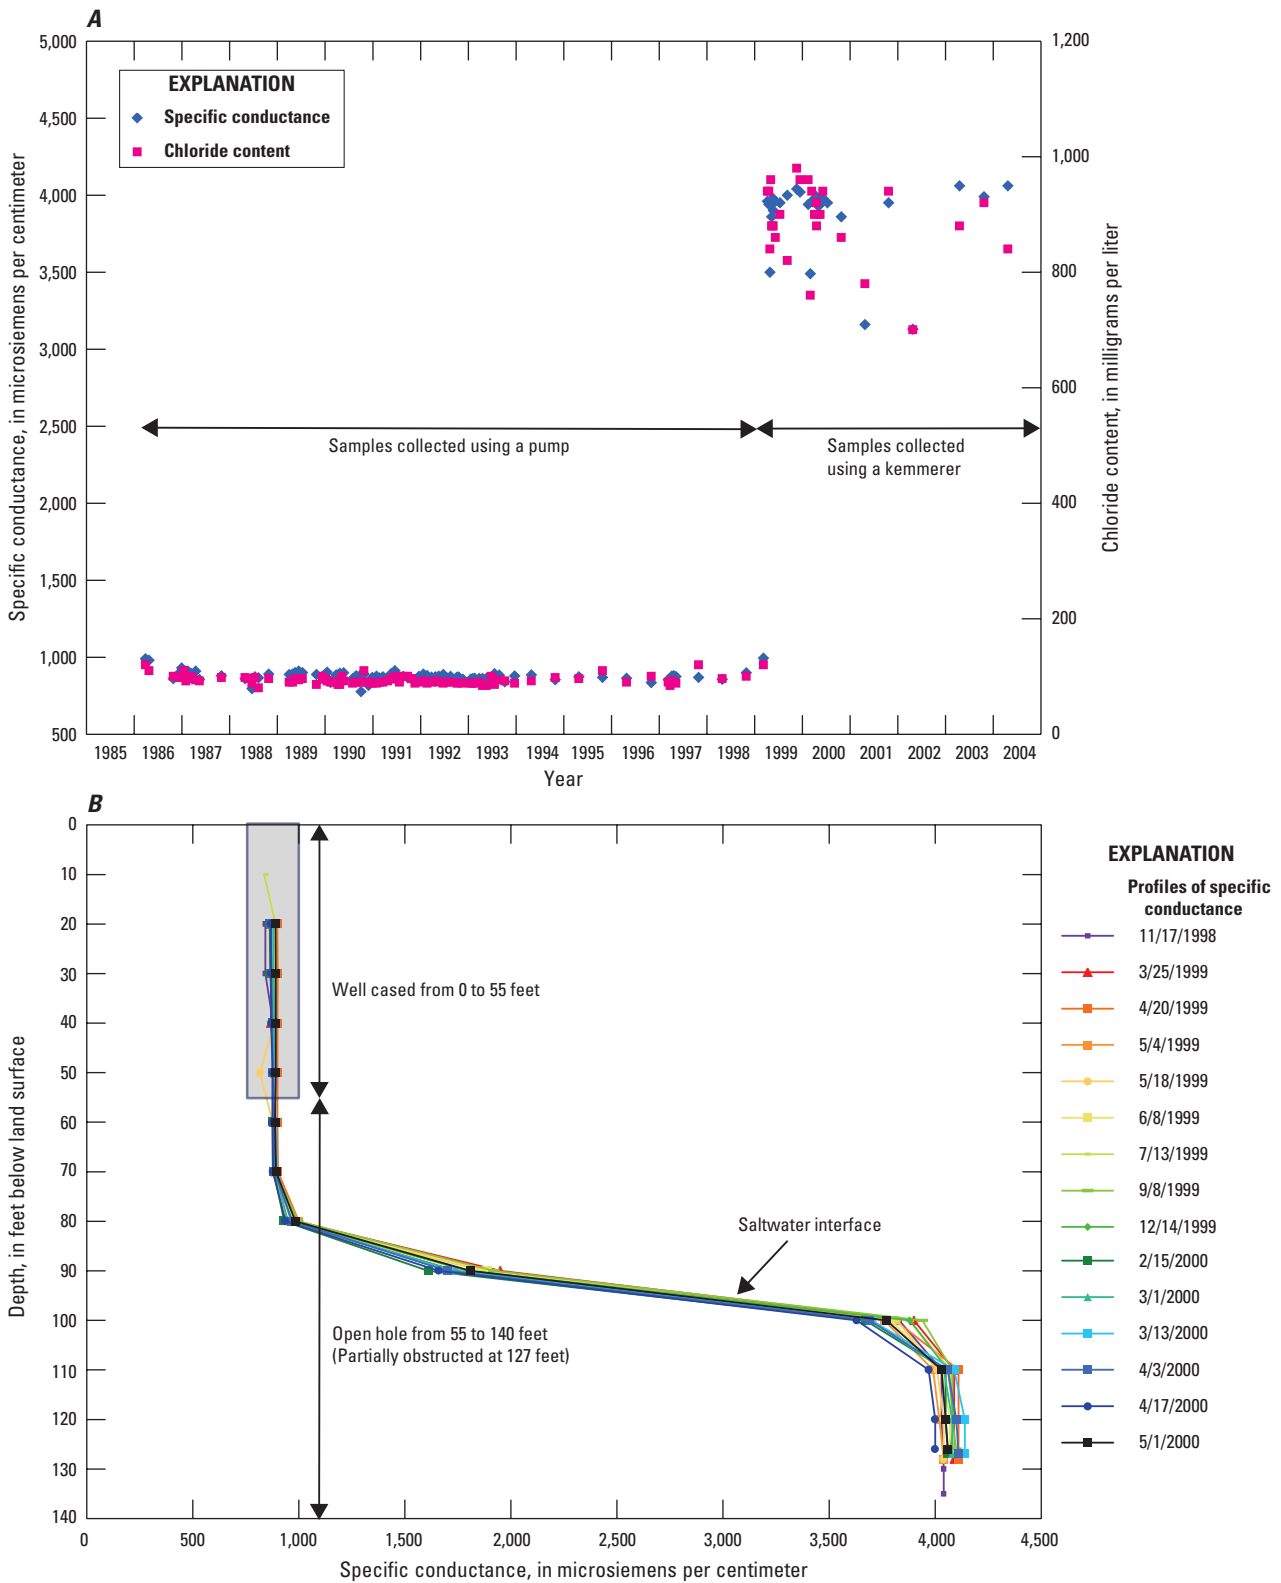 A
5,000
4,500
4,000
3,500
3,000
2,500
2,000
1,500
1,000
500
Specific conductance, in microsiemens per centimeter
EXPLANATION
Specific conductance
Chloride content
Samples collected using a pump
Samples collected
using a kemmerer
1,200
1,000
800
600
400
200
0
Chloride content, in milligrams per liter
1985 1986 1987 1988 1989 1990 1991 1992 1993 1994 1995 1996 1997 1998 1999 2000 2001 2002 2003 2004
Year
B
0
10
20
30
40
50
60
70
80
90
100
110
120
130
140
Depth, in feet below land surface
Well cased from 0 to 55 feet
Saltwater interface
Open hole from 55 to 140 feet
(Partially obstructed at 127 feet)
0 500 1,000 1,500 2,000 2,500 3,000 3,500 4,000 4,500
Specific conductance, in microsiemens per centimeter
EXPLANATION
Profiles of specific
conductance
11/17/1998
3/25/1999
4/20/1999
5/4/1999
5/18/1999
6/8/1999
7/13/1999
9/8/1999
12/14/1999
2/15/2000
3/1/2000
3/13/2000
4/3/2000
4/17/2000
5/1/2000